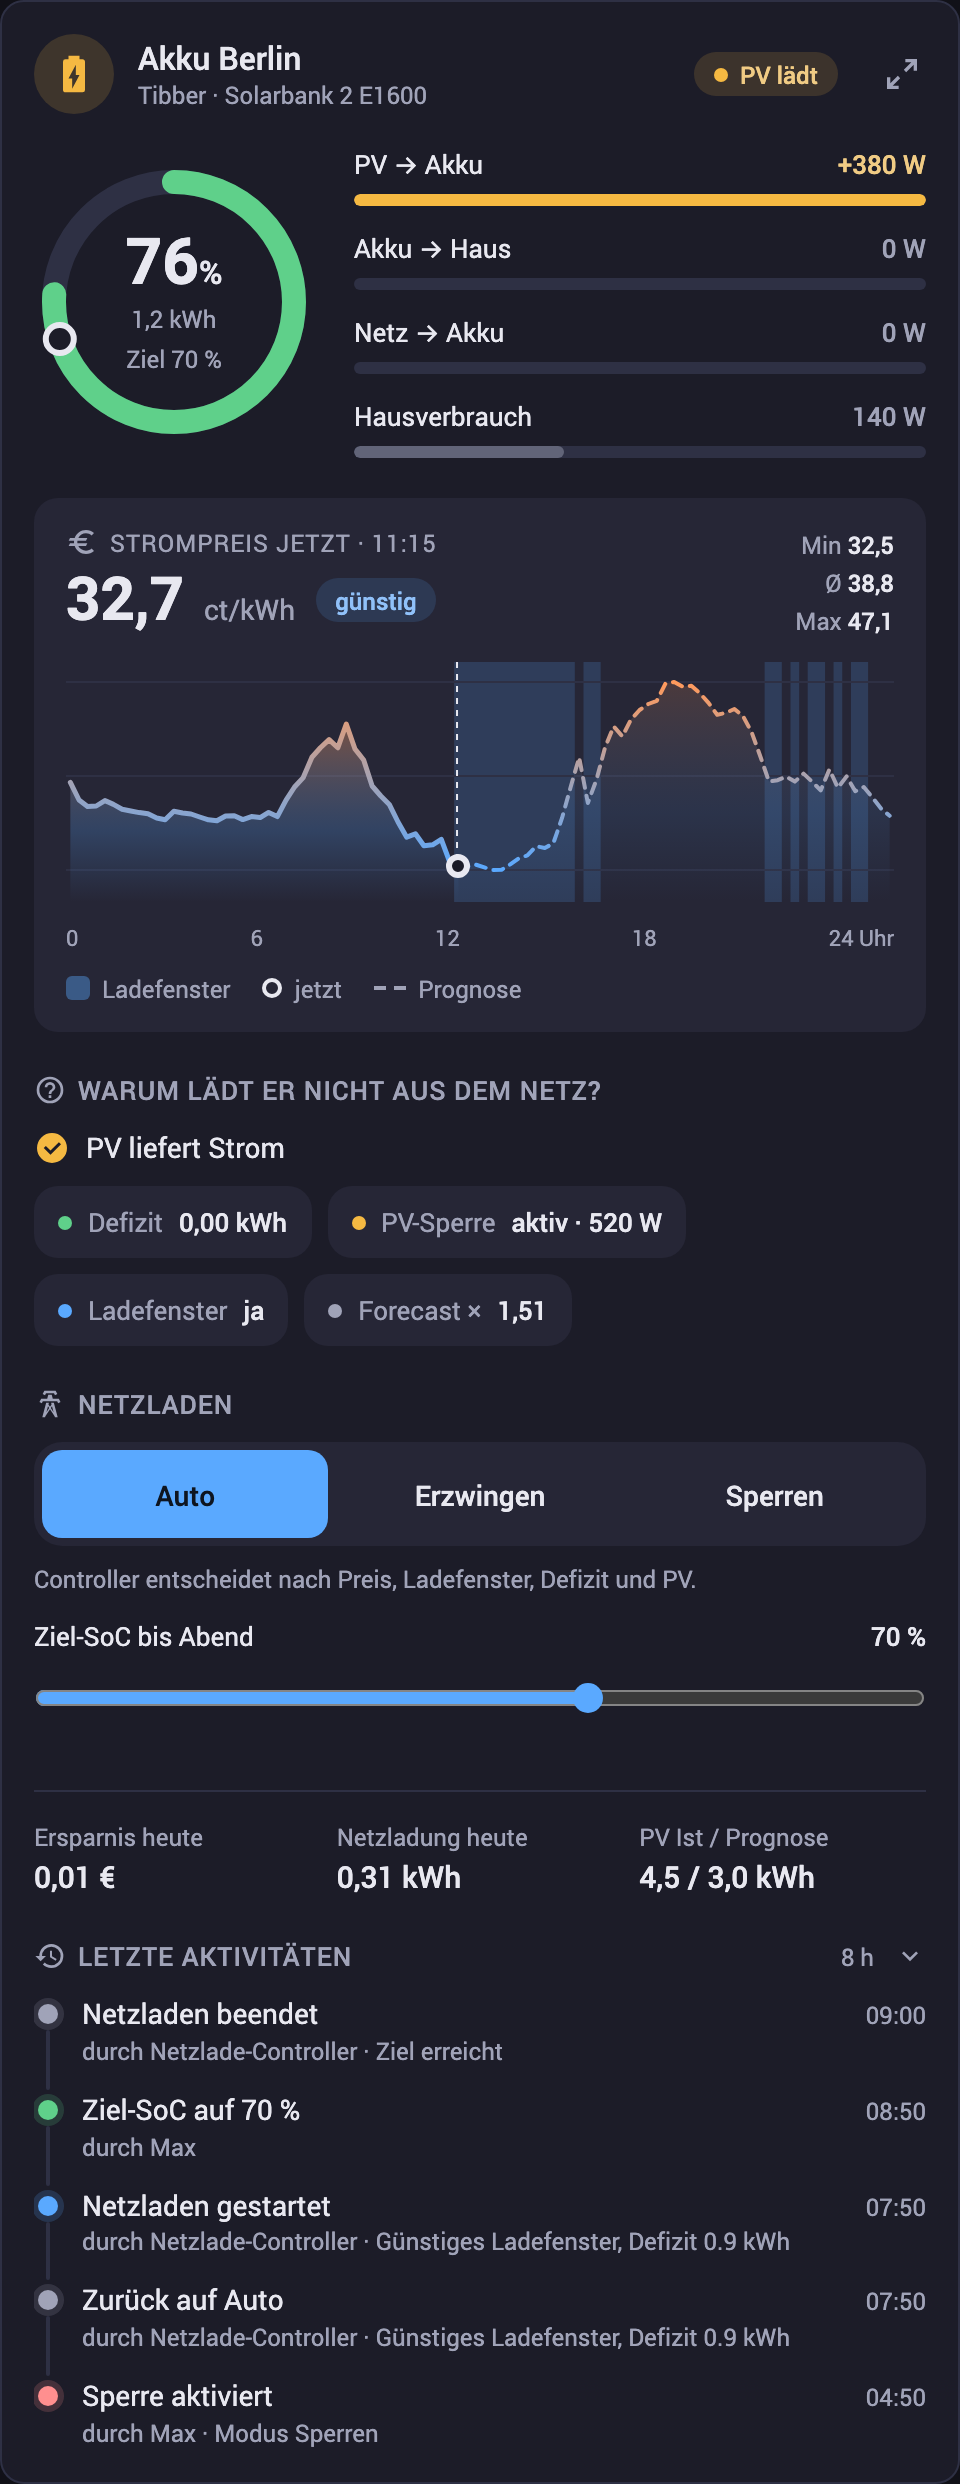 Akku Berlin
Tibber · Solarbank 2 E1600
PV lädt
76%
1,2 kWh
Ziel 70 %
PV → Akku +380 W
Akku → Haus 0 W
Netz → Akku 0 W
Hausverbrauch 140 W
STROMPREIS JETZT · 11:15
32,7 ct/kWh günstig
Min 32,5
Ø 38,8
Max 47,1
0 6 12 18 24 Uhr
Ladefenster jetzt Prognose
WARUM LÄDT ER NICHT AUS DEM NETZ?
PV liefert Strom
Defizit 0,00 kWh PV-Sperre aktiv · 520 W
Ladefenster ja Forecast × 1,51
NETZLADEN
Auto Erzwingen Sperren
Controller entscheidet nach Preis, Ladefenster, Defizit und PV.
Ziel-SoC bis Abend 70 %
Ersparnis heute Netzladung heute PV Ist / Prognose
0,01 € 0,31 kWh 4,5 / 3,0 kWh
LETZTE AKTIVITÄTEN 8 h
Netzladen beendet 09:00
durch Netzlade-Controller · Ziel erreicht
Ziel-SoC auf 70 % 08:50
durch Max
Netzladen gestartet 07:50
durch Netzlade-Controller · Günstiges Ladefenster, Defizit 0.9 kWh
Zurück auf Auto 07:50
durch Netzlade-Controller · Günstiges Ladefenster, Defizit 0.9 kWh
Sperre aktiviert 04:50
durch Max · Modus Sperren